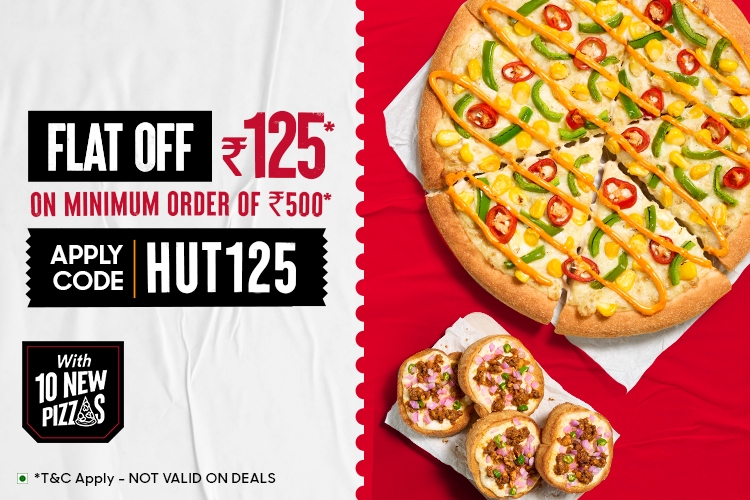 FLAT OFF ₹125*
ON MINIMUM ORDER OF ₹500*
APPLY
CODE
HUT125
With
10 NEW
PIZZAS
*T&C Apply - NOT VALID ON DEALS